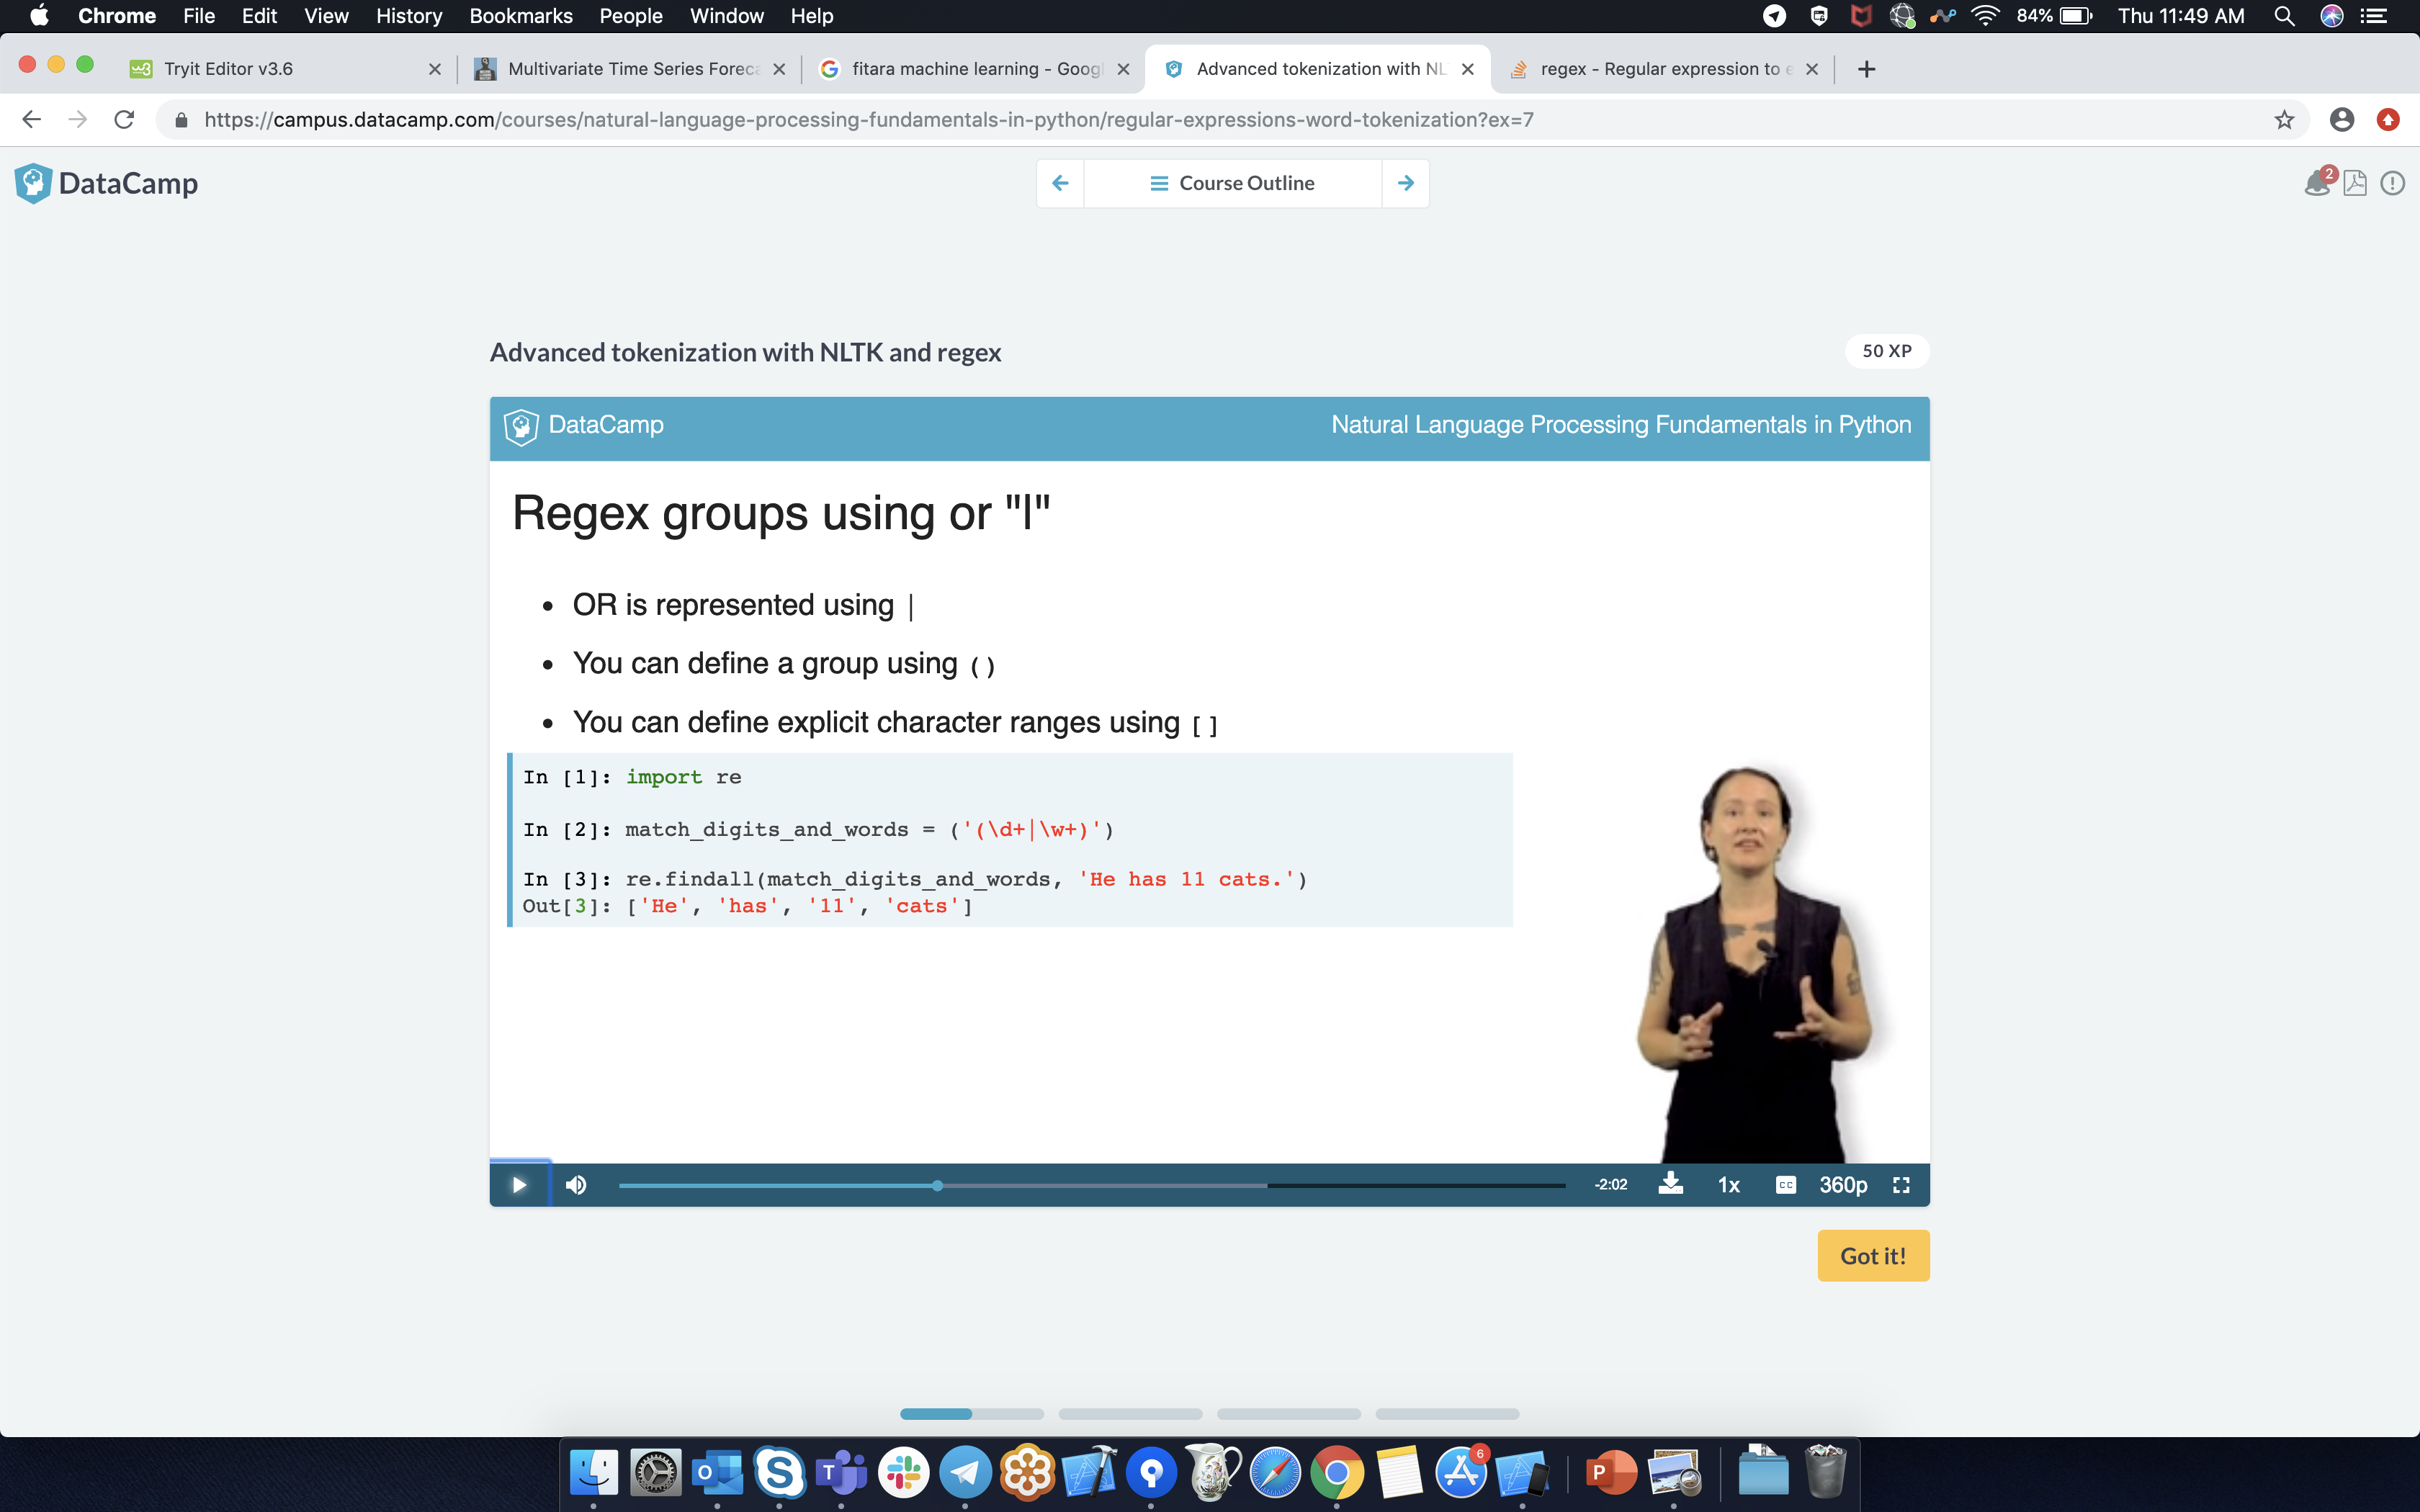 Chrome File Edit View History Bookmarks People Window Help 84% Thu 11:49 AM
Tryit Editor v3.6 Multivariate Time Series Foreca fitara machine learning - Goog Advanced tokenization with NL regex - Regular expression to e
https://campus.datacamp.com/courses/natural-language-processing-fundamentals-in-python/regular-expressions-word-tokenization?ex=7
DataCamp Course Outline 2
Advanced tokenization with NLTK and regex 50 XP
DataCamp Natural Language Processing Fundamentals in Python
Regex groups using or "|"
• OR is represented using |
• You can define a group using ()
• You can define explicit character ranges using []
In [1]: import re
In [2]: match_digits_and_words = ('(\d+|\w+)')
In [3]: re.findall(match_digits_and_words, 'He has 11 cats.')
Out[3]: ['He', 'has', '11', 'cats']
-2:02 1x CC 360p
Got it!
6